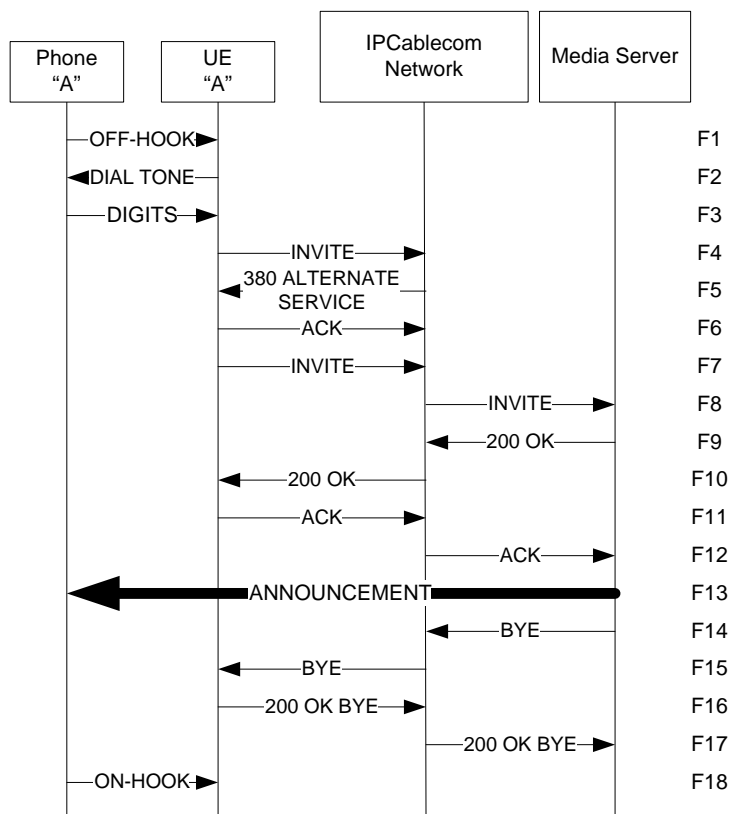 Phone
“A”
UE
“A”
IPCablecom
Network
Media Server
OFF-HOOK F1
DIAL TONE F2
DIGITS F3
INVITE F4
380 ALTERNATE
SERVICE F5
ACK F6
INVITE F7
INVITE F8
200 OK F9
200 OK F10
ACK F11
ACK F12
ANNOUNCEMENT F13
BYE F14
BYE F15
200 OK BYE F16
200 OK BYE F17
ON-HOOK F18